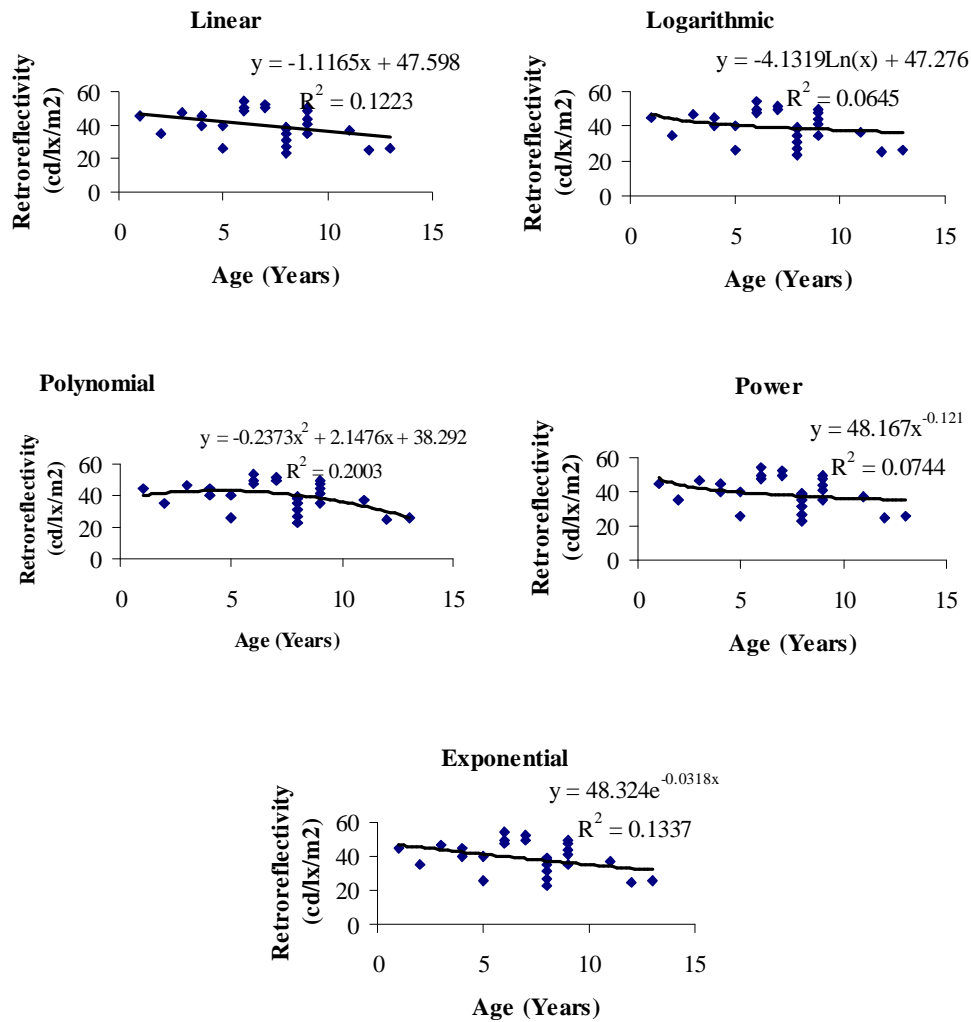 Linear
y = -1.1165x + 47.598
R2 = 0.1223
Retroreflectivity
(cd/lx/m2)
60
40
20
0
0 5 10 15
Age (Years)
Logarithmic
y = -4.1319Ln(x) + 47.276
R2 = 0.0645
Retroreflectivity
(cd/lx/m2)
60
40
20
0
0 5 10 15
Age (Years)
Polynomial
y = -0.2373x2 + 2.1476x + 38.292
R2 = 0.2003
Retroreflectivity
(cd/lx/m2)
60
40
20
0
0 5 10 15
Age (Years)
Power
y = 48.167x-0.121
R2 = 0.0744
Retroreflectivity
(cd/lx/m2)
60
40
20
0
0 5 10 15
Age (Years)
Exponential
y = 48.324e-0.0318x
R2 = 0.1337
Retroreflectivity
(cd/lx/m2)
60
40
20
0
0 5 10 15
Age (Years)